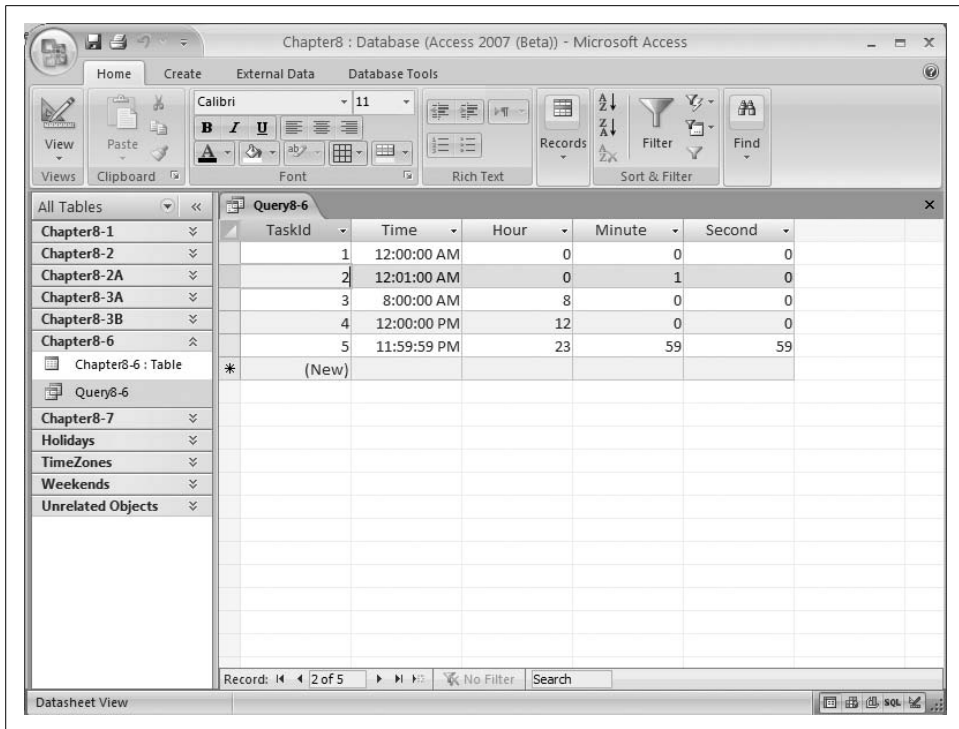 Chapter8 : Database (Access 2007 (Beta)) - Microsoft Access
Home Create External Data Database Tools
Calibri 11
B I U
View Paste A ab Records Filter Find
Views Clipboard Font Rich Text Sort & Filter
All Tables Query8-6
Chapter8-1
Chapter8-2
Chapter8-2A
Chapter8-3A
Chapter8-3B
Chapter8-6
Chapter8-6 : Table
Query8-6
Chapter8-7
Holidays
TimeZones
Weekends
Unrelated Objects
TaskId Time Hour Minute Second
1 12:00:00 AM 0 0 0
2 12:01:00 AM 0 1 0
3 8:00:00 AM 8 0 0
4 12:00:00 PM 12 0 0
5 11:59:59 PM 23 59 59
(New)
Record: 2 of 5 No Filter Search
Datasheet View SQL